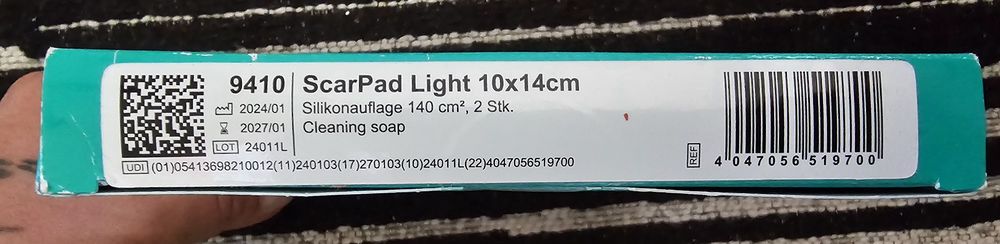 9410
2024/01
2027/01
LOT 24011L
ScarPad Light 10x14cm
Silikonauflage 140 cm², 2 Stk.
Cleaning soap
UDI (01)05413698210012(11)240103(17)270103(10)24011L(22)4047056519700
REF
4 047056 519700